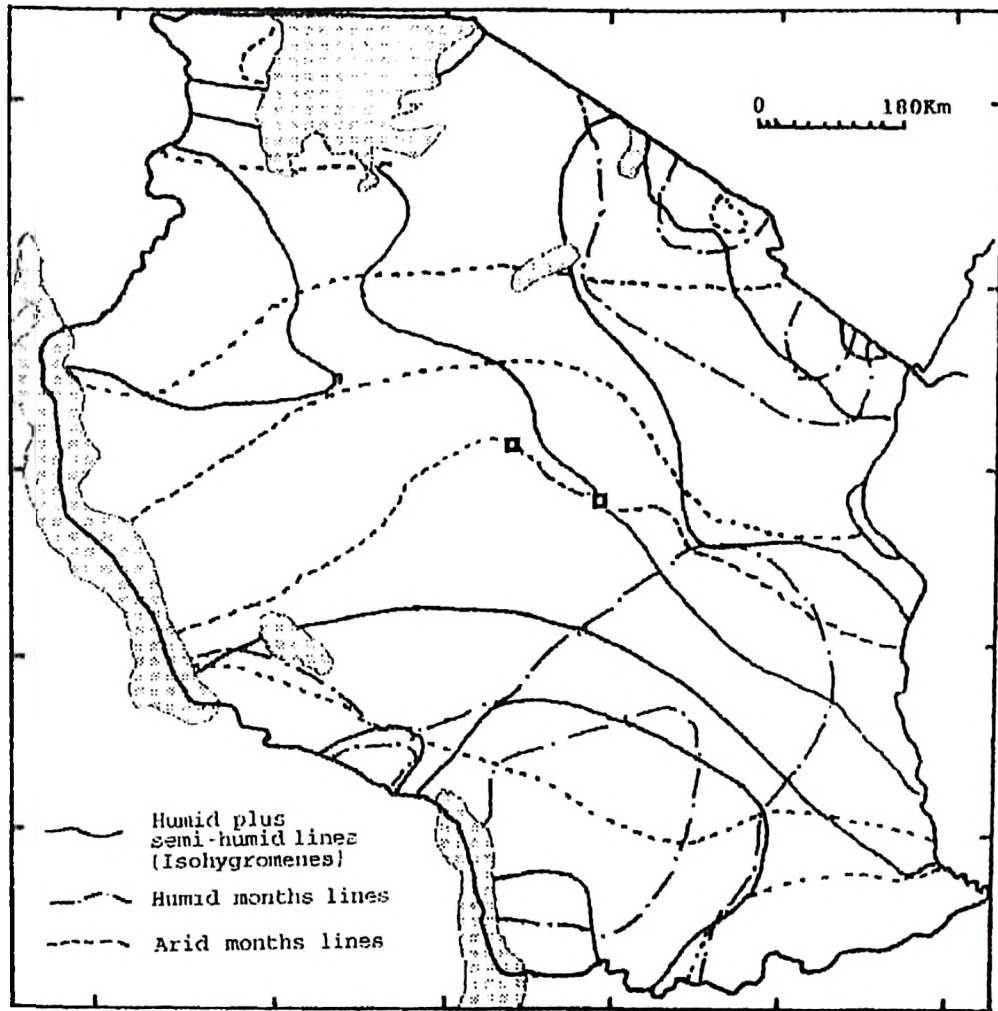 0 180Km
Humid plus
semi-humid lines
(Isohygromenes)
Humid months lines
Arid months lines